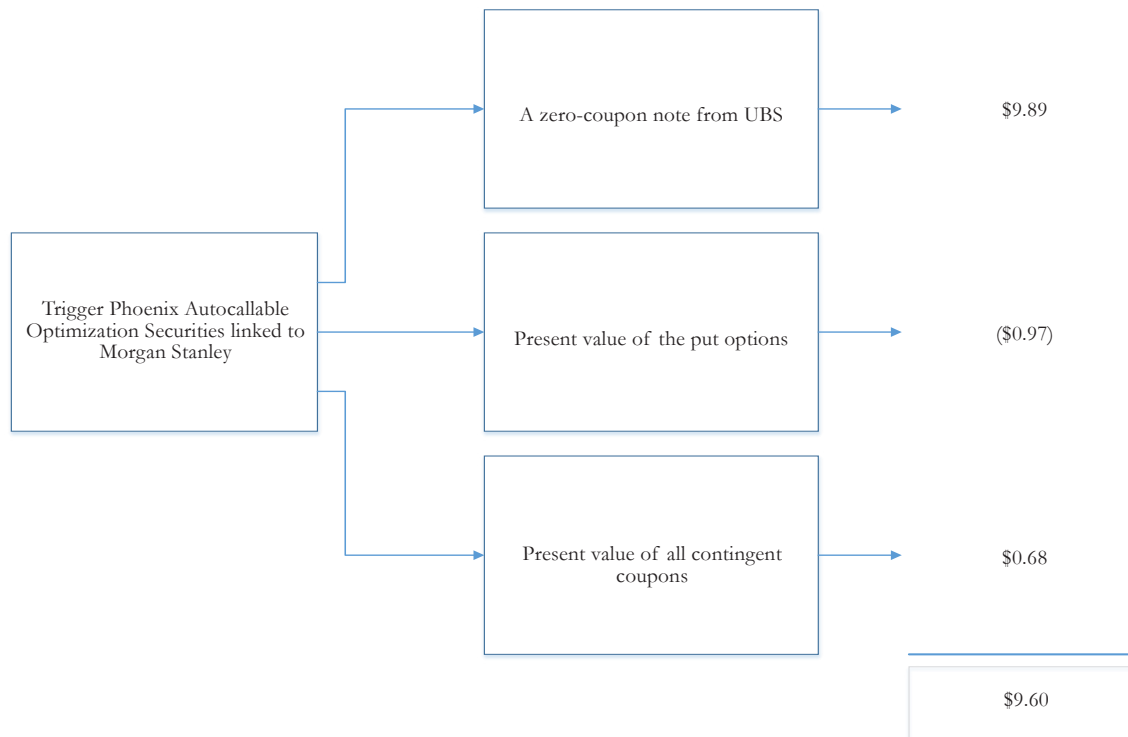 A zero-coupon note from UBS
$9.89
Trigger Phoenix Autocallable
Optimization Securities linked to
Morgan Stanley
Present value of the put options
($0.97)
Present value of all contingent
coupons
$0.68
$9.60